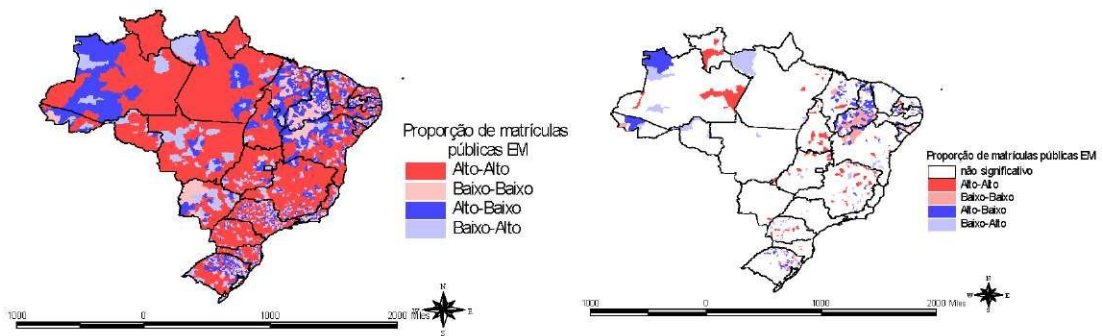 Proporção de matrículas
públicas EM
Alto-Alto
Baixo-Baixo
Alto-Baixo
Baixo-Alto
N
W E
S
1000 0 1000 2000 Miles
Proporção de matrículas públicas EM
não significativo
Alto-Alto
Baixo-Baixo
Alto-Baixo
Baixo-Alto
N
W E
S
1000 0 1000 2000 Miles